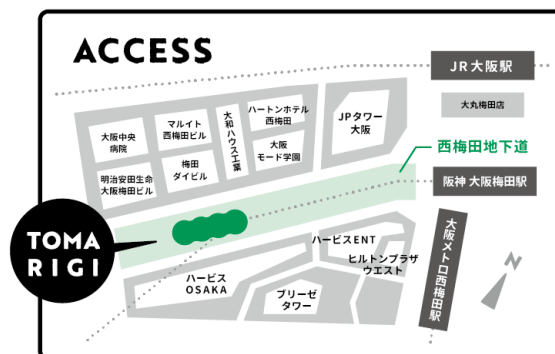 ACCESS
JR大阪駅
大丸梅田店
西梅田地下道
阪神 大阪梅田駅
大阪メトロ西梅田駅
N
大阪中央
病院
マルイト
西梅田ビル
大和ハウス工業
ハートンホテル
西梅田
JPタワー
大阪
明治安田生命
大阪梅田ビル
梅田
ダイビル
大阪
モード学園
TOMA
RIGI
ハービス
OSAKA
ブリーゼ
タワー
ハービスENT
ヒルトンプラザ
ウエスト